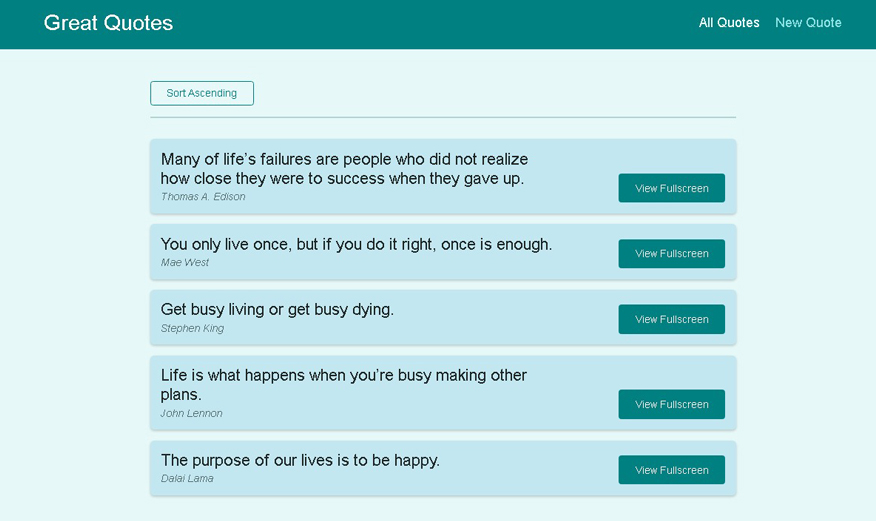 Great Quotes
All Quotes
New Quote
Sort Ascending
Many of life’s failures are people who did not realize
how close they were to success when they gave up.
Thomas A. Edison
View Fullscreen
You only live once, but if you do it right, once is enough.
Mae West
View Fullscreen
Get busy living or get busy dying.
Stephen King
View Fullscreen
Life is what happens when you’re busy making other
plans.
John Lennon
View Fullscreen
The purpose of our lives is to be happy.
Dalai Lama
View Fullscreen